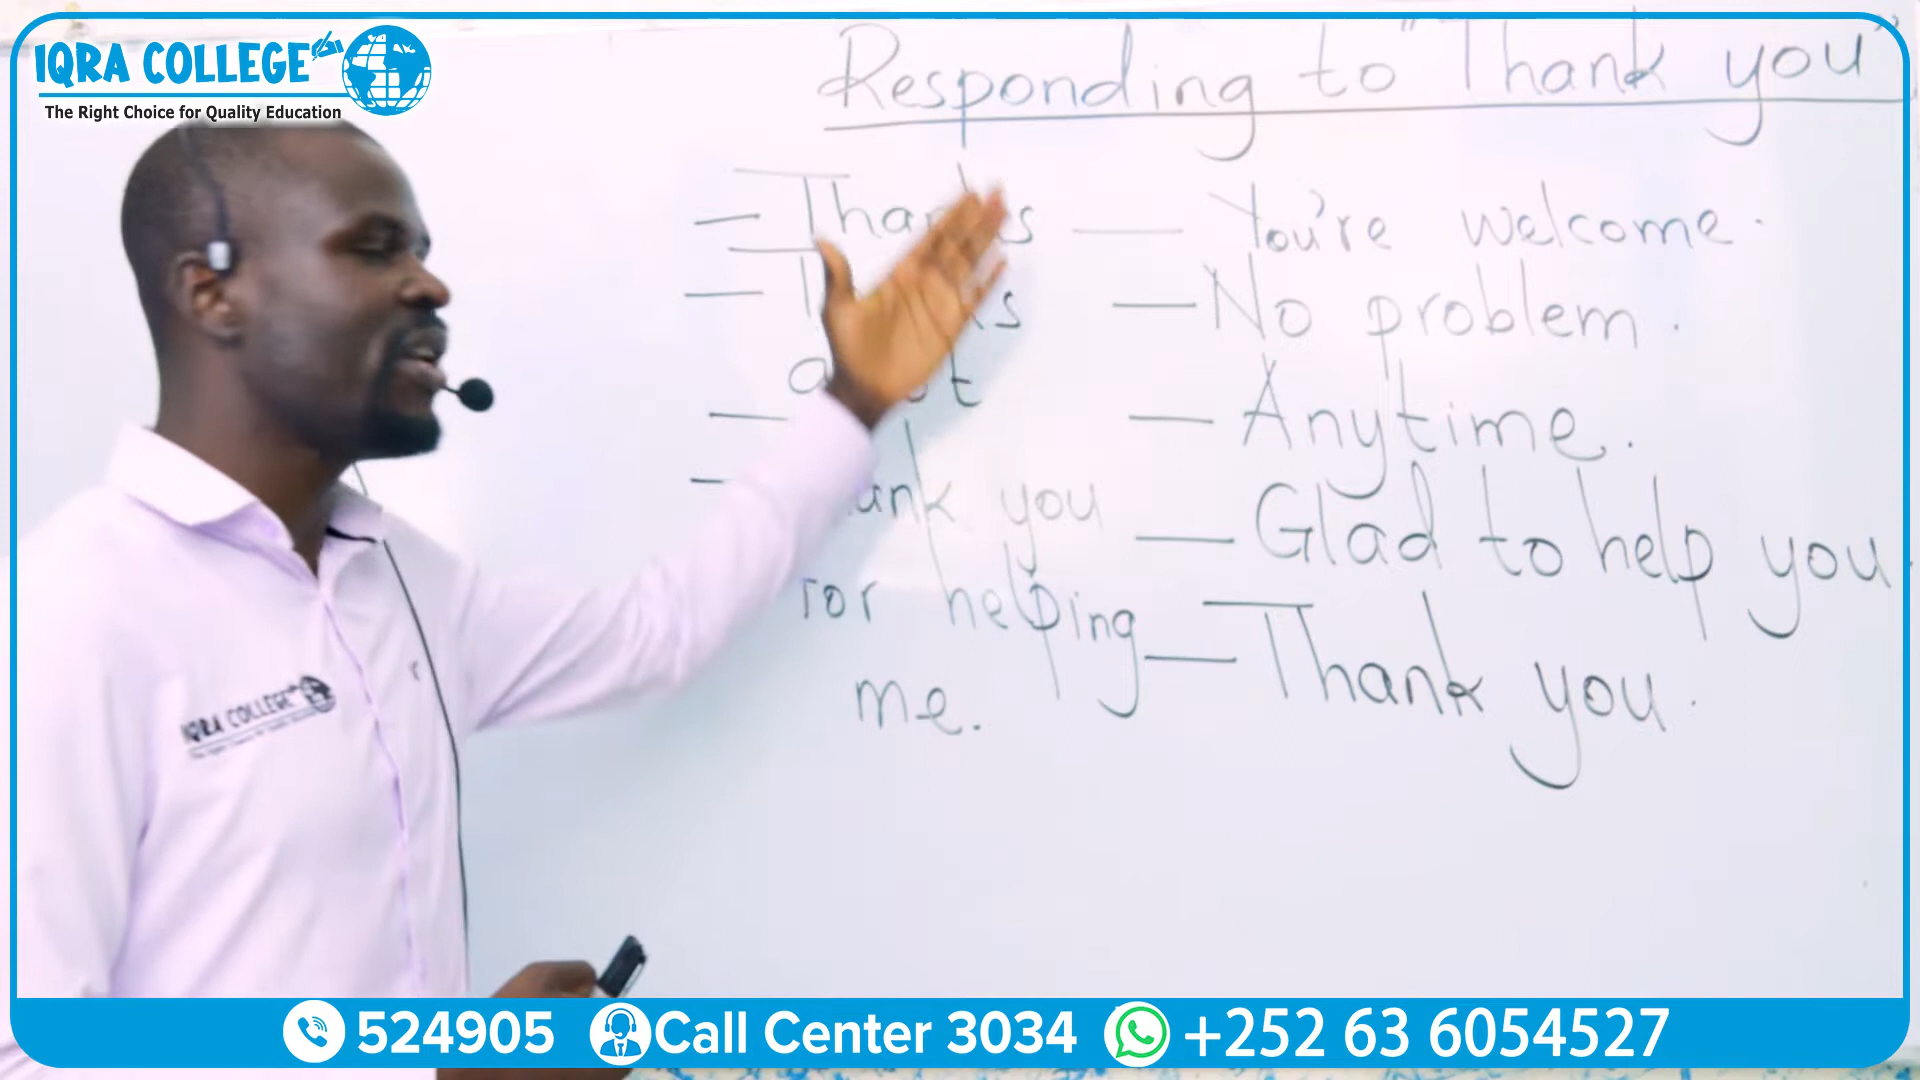 IQRA COLLEGE
The Right Choice for Quality Education
Responding to "Thank you"
— Thanks — You're welcome.
— — No problem.
— — Anytime.
— you — Glad to help you.
for helping — Thank you.
me.
IQRA COLLEGE
524905 Call Center 3034 +252 63 6054527